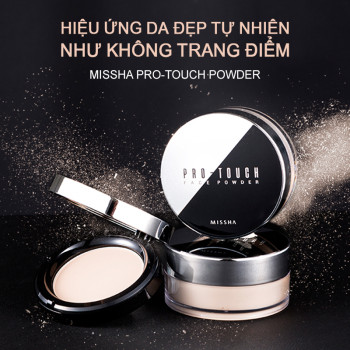 HIỆU ỨNG DA ĐẸP TỰ NHIÊN
NHƯ KHÔNG TRANG ĐIỂM
MISSHA PRO-TOUCH POWDER
PRO-TOUCH
FACE POWDER
MISSHA